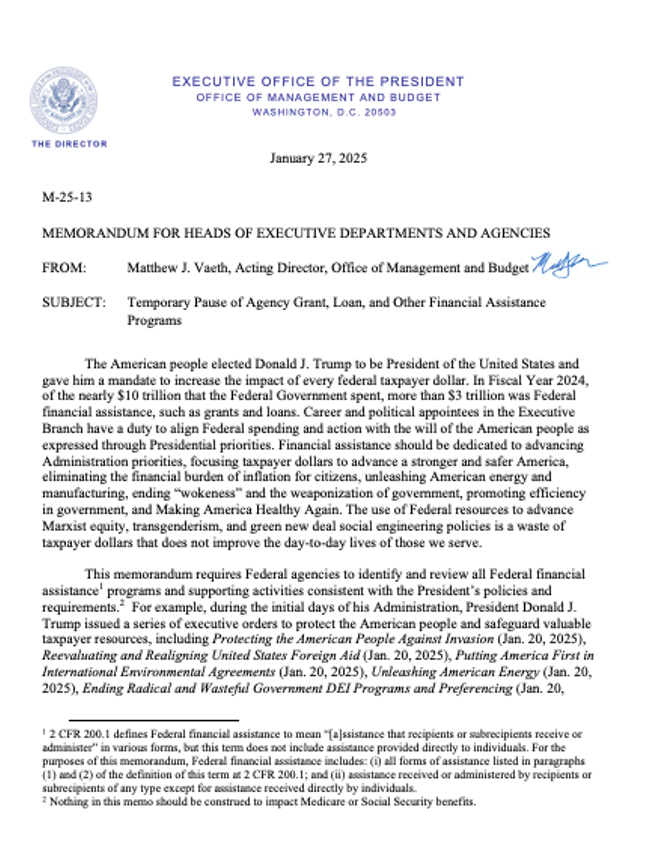 EXECUTIVE OFFICE OF THE PRESIDENT
OFFICE OF MANAGEMENT AND BUDGET
WASHINGTON, D.C. 20503
THE DIRECTOR
January 27, 2025
M-25-13
MEMORANDUM FOR HEADS OF EXECUTIVE DEPARTMENTS AND AGENCIES
FROM: Matthew J. Vaeth, Acting Director, Office of Management and Budget
SUBJECT: Temporary Pause of Agency Grant, Loan, and Other Financial Assistance
Programs
The American people elected Donald J. Trump to be President of the United States and
gave him a mandate to increase the impact of every federal taxpayer dollar. In Fiscal Year 2024,
of the nearly $10 trillion that the Federal Government spent, more than $3 trillion was Federal
financial assistance, such as grants and loans. Career and political appointees in the Executive
Branch have a duty to align Federal spending and action with the will of the American people as
expressed through Presidential priorities. Financial assistance should be dedicated to advancing
Administration priorities, focusing taxpayer dollars to advance a stronger and safer America,
eliminating the financial burden of inflation for citizens, unleashing American energy and
manufacturing, ending “wokeness” and the weaponization of government, promoting efficiency
in government, and Making America Healthy Again. The use of Federal resources to advance
Marxist equity, transgenderism, and green new deal social engineering policies is a waste of
taxpayer dollars that does not improve the day-to-day lives of those we serve.
This memorandum requires Federal agencies to identify and review all Federal financial
assistance¹ programs and supporting activities consistent with the President’s policies and
requirements.² For example, during the initial days of his Administration, President Donald J.
Trump issued a series of executive orders to protect the American people and safeguard valuable
taxpayer resources, including Protecting the American People Against Invasion (Jan. 20, 2025),
Reevaluating and Realigning United States Foreign Aid (Jan. 20, 2025), Putting America First in
International Environmental Agreements (Jan. 20, 2025), Unleashing American Energy (Jan. 20,
2025), Ending Radical and Wasteful Government DEI Programs and Preferencing (Jan. 20,
¹ 2 CFR 200.1 defines Federal financial assistance to mean “[a]ssistance that recipients or subrecipients receive or
administer” in various forms, but this term does not include assistance provided directly to individuals. For the
purposes of this memorandum, Federal financial assistance includes: (i) all forms of assistance listed in paragraphs
(1) and (2) of the definition of this term at 2 CFR 200.1; and (ii) assistance received or administered by recipients or
subrecipients of any type except for assistance received directly by individuals.
² Nothing in this memo should be construed to impact Medicare or Social Security benefits.